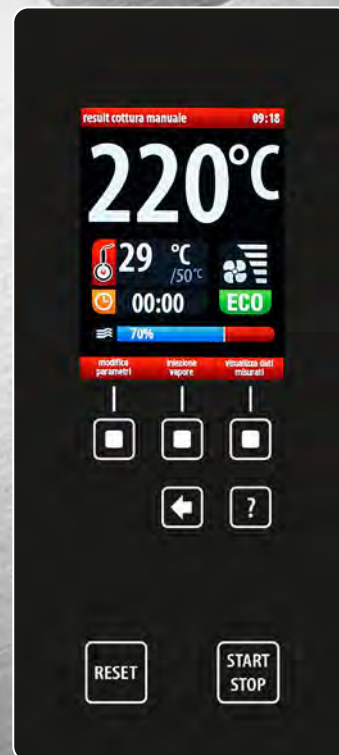 resuit cottura manuale 09:18
220°C
29 °C
/50°C
00:00 ECO
70%
modifica iniezione visualizza dati
parametri vapore misurati
?
RESET START
STOP